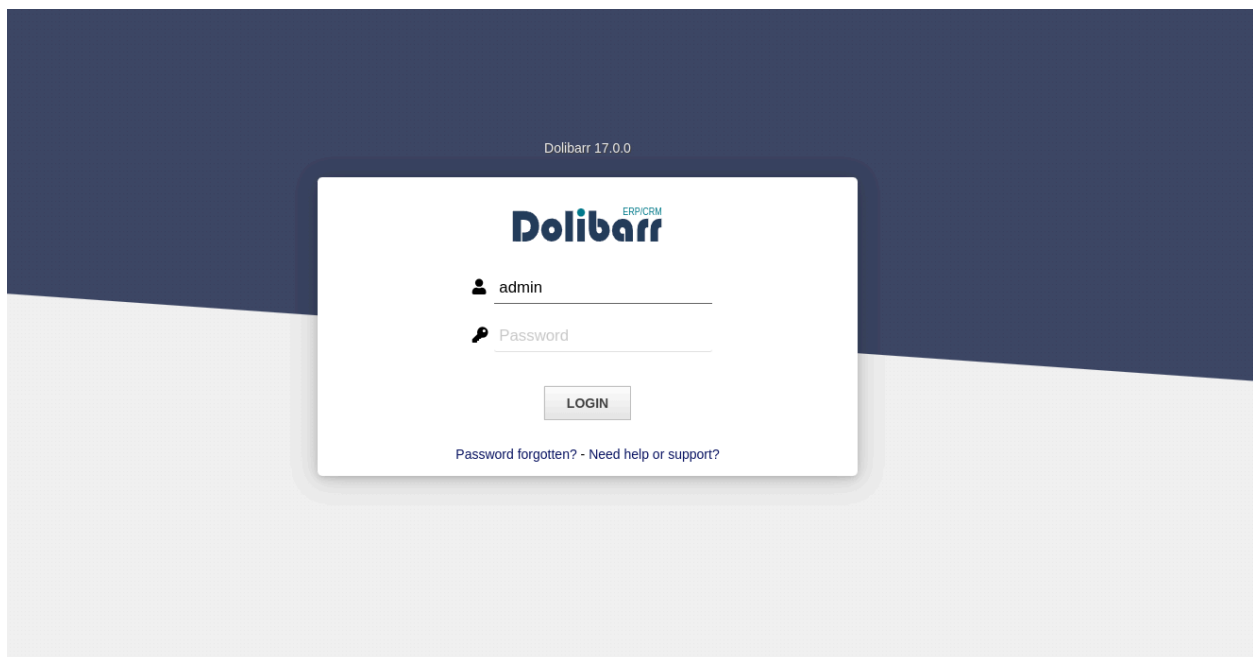 Dolibarr 17.0.0
Dolibarr ERP/CRM
admin
Password
LOGIN
Password forgotten? - Need help or support?